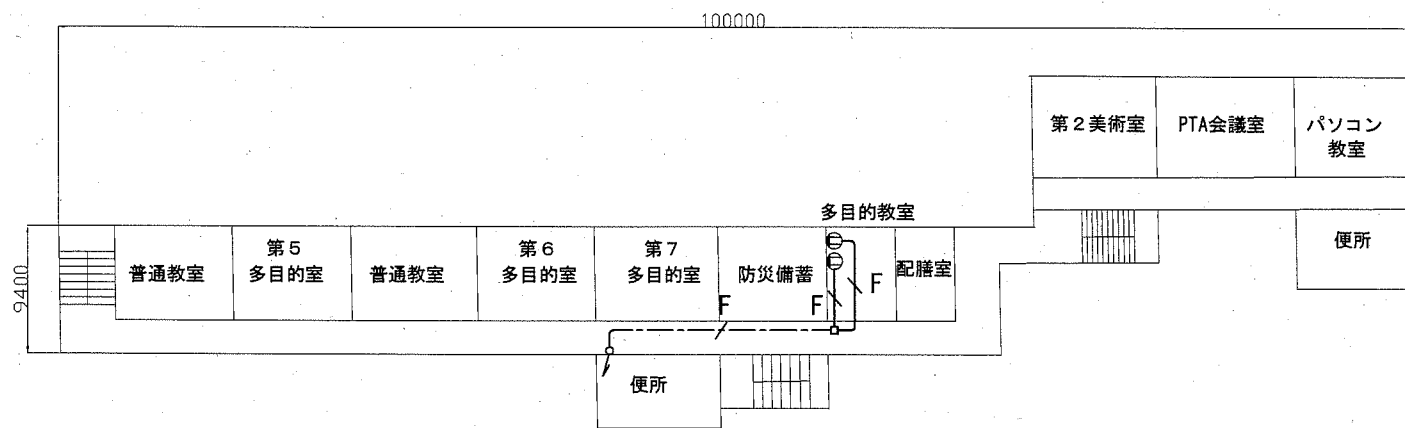 100000
第2美術室
PTA会議室
パソコン
教室
多目的教室
便所
9400
普通教室
第5
多目的室
普通教室
第6
多目的室
第7
多目的室
防災備蓄
配膳室
F
F
F
便所